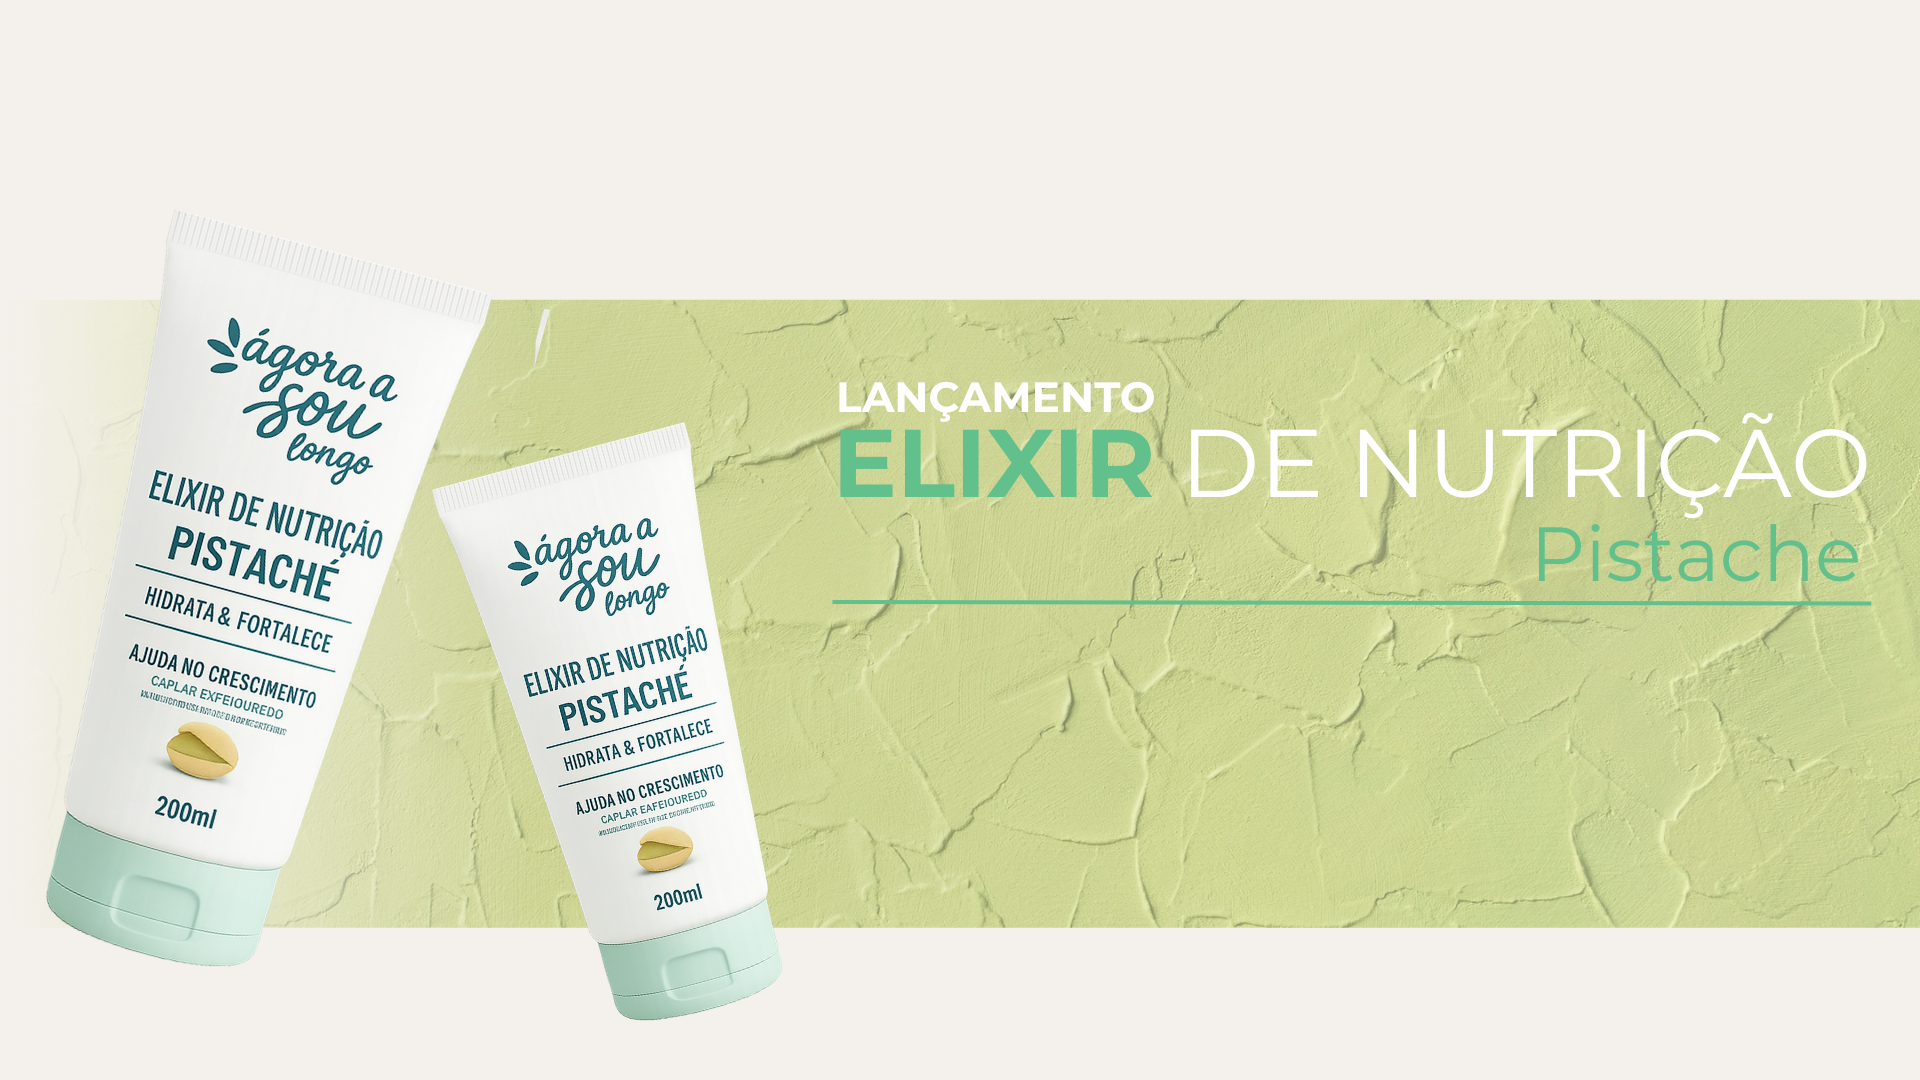 ágora a
sou
longo
ELIXIR DE NUTRIÇÃO
PISTACHÉ
HIDRATA & FORTALECE
AJUDA NO CRESCIMENTO
CAPLAR EXFEIOUREDO
200ml
ágora a
sou
longo
ELIXIR DE NUTRIÇÃO
PISTACHÉ
HIDRATA & FORTALECE
AJUDA NO CRESCIMENTO
CAPLAR EAFEIOUREDD
200ml
LANÇAMENTO
ELIXIR DE NUTRIÇÃO
Pistache